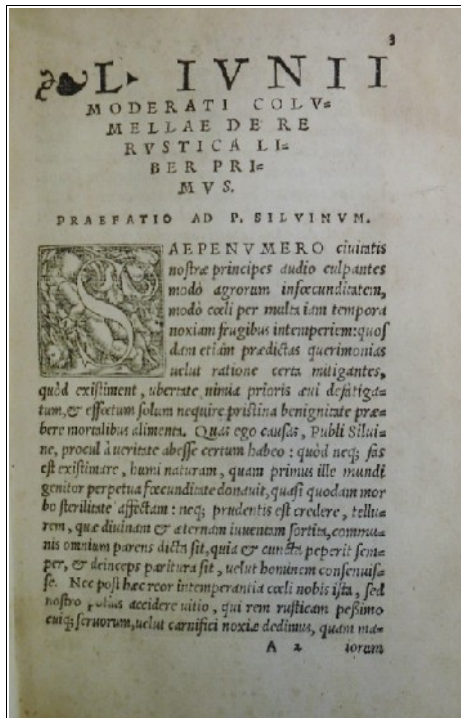 3
L. IVNII
MODERATI COLV=
MELLAE DE RE
RVSTICA LI=
BER PRI=
MVS.
PRAEFATIO AD P. SILVINVM.
SAEPENVMERO ciuitatis
nostræ principes audio culpantes
modò agrorum infœcunditatem,
modò cœli per multa iam tempora
noxiam frugibus intemperiem: quos
dam etiam prædictas querimonias
uelut ratione certa mitigantes,
quòd existiment, ubertate nimia prioris æui defatiga=
tum, & effœtum solum nequire pristina benignitate præ=
bere mortalibus alimenta. Quas ego causas, Publi Silui=
ne, procul à ueritate abesse certum habeo: quòd neq; fas
est existimare, humi naturam, quam primus ille mundi
genitor perpetua fœcunditate donauit, quasi quodam mor
bo sterilitate affectam: neq; prudentis est credere, tellu=
rem, quæ diuinam & æternam iuuentam sortita, commu=
nis omnium parens dicta sit, quia & cuncta peperit sem=
per, & deinceps paritura sit, uelut hominem consenuis=
se. Nec post hæc reor intemperantia cœli nobis ista, sed
nostro potius accidere uitio, qui rem rusticam pessimo
cuiq; seruorum, uelut carnifici noxiæ dedimus, quam ma=
A 2 iorum